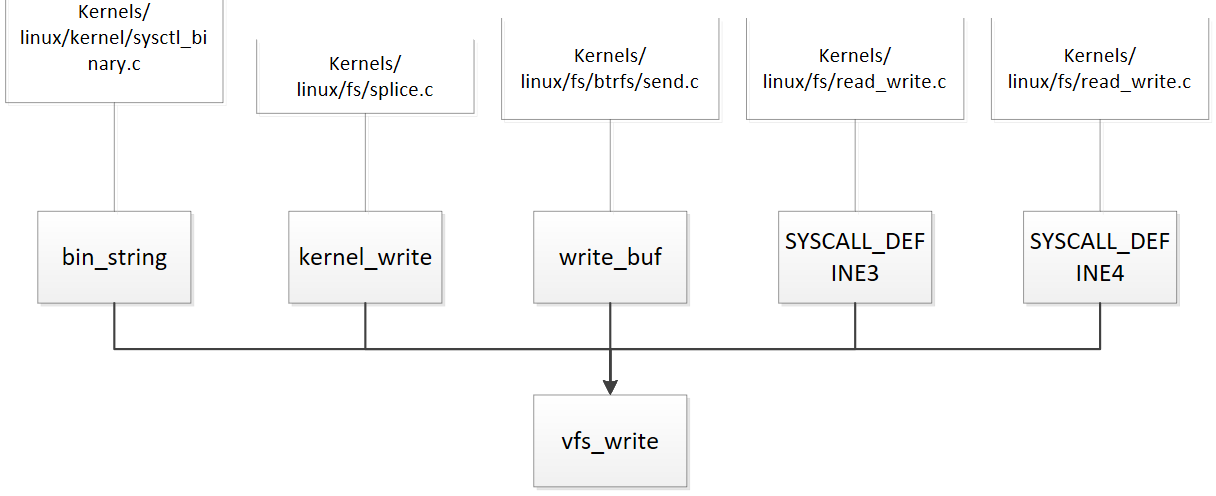 Kernels/
linux/kernel/sysctl_bi
nary.c
Kernels/
linux/fs/splice.c
Kernels/
linux/fs/btrfs/send.c
Kernels/
linux/fs/read_write.c
Kernels/
linux/fs/read_write.c
bin_string
kernel_write
write_buf
SYSCALL_DEF
INE3
SYSCALL_DEF
INE4
vfs_write